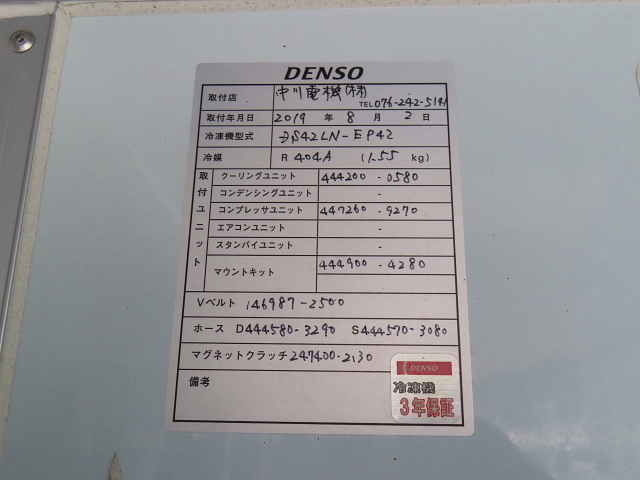 DENSO
取付店 中川電機(株) TEL 076-242-5141
取付年月日 2019 年 8 月 2 日
冷凍機型式 DS42LN-EP42
冷媒 R 404A (1.55 kg)
取付ユニット
クーリングユニット 444200 - 0580
コンデンシングユニット -
コンプレッサユニット 447260 - 9270
エアコンユニット -
スタンバイユニット -
マウントキット 444900 - 4280
Vベルト 146987-2500
ホース D444580-3290 S444570-3080
マグネットクラッチ 247400-2130
備考
DENSO
冷凍機
3年保証